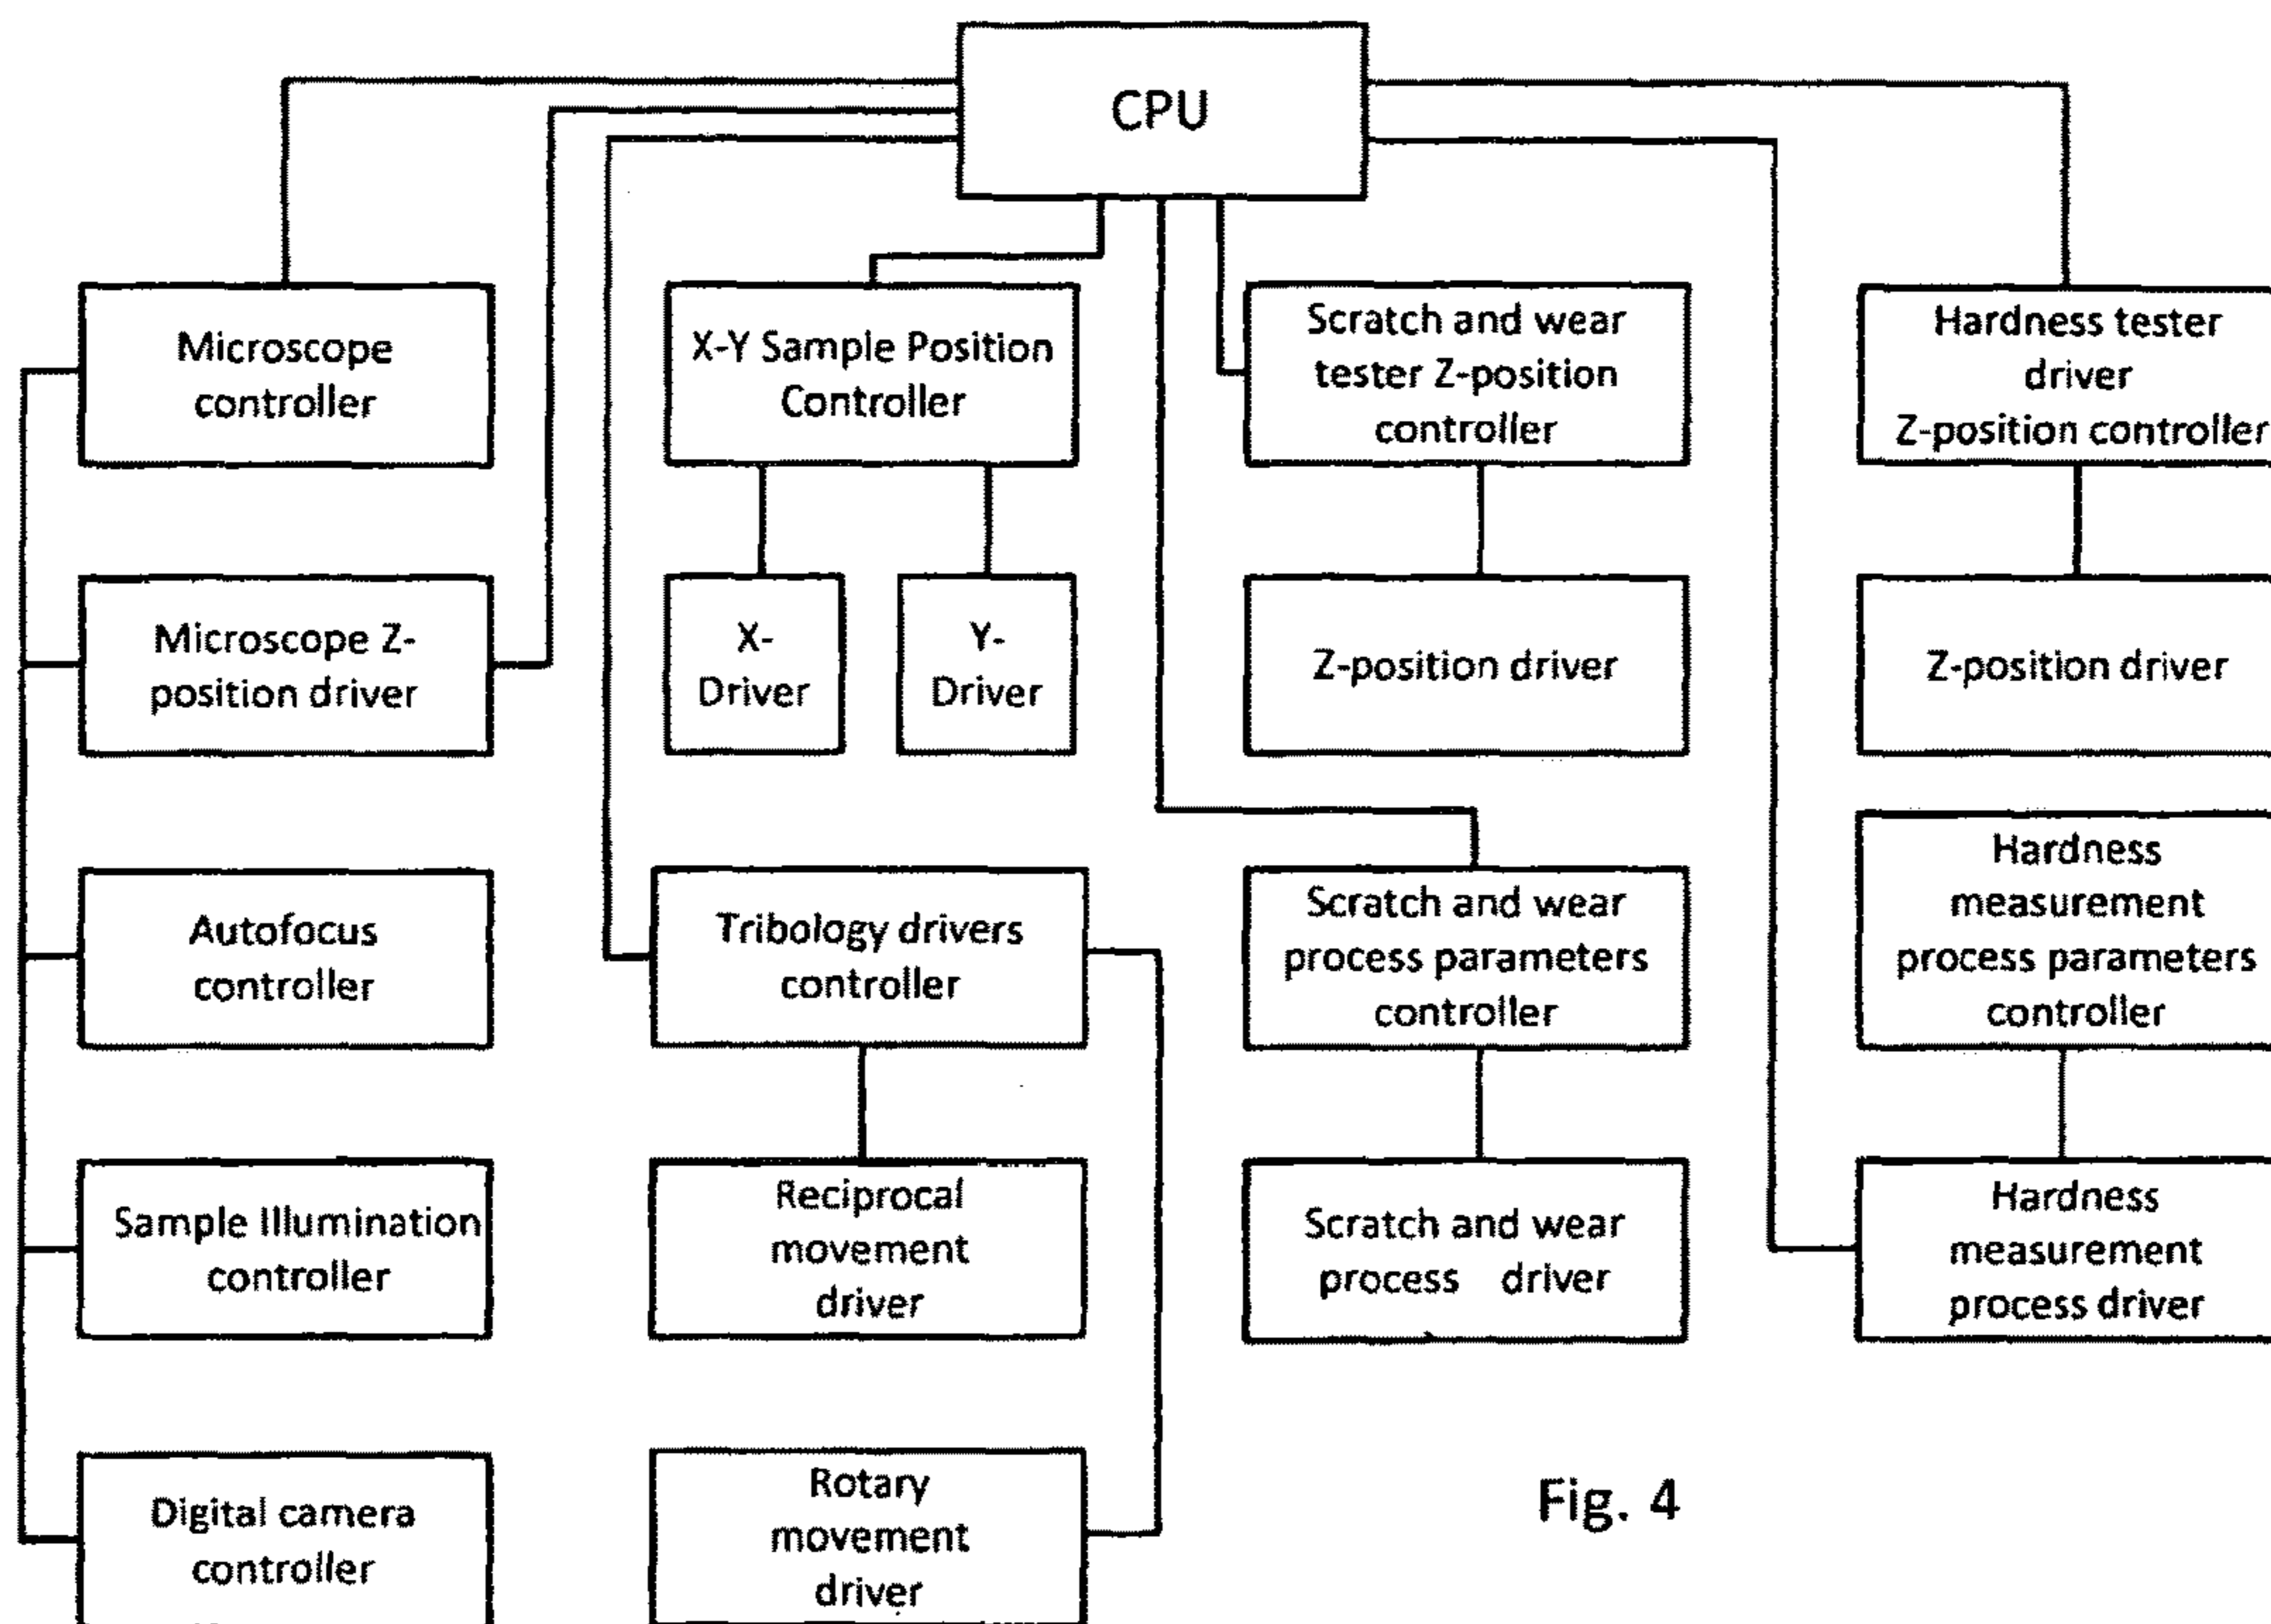 CPU
Microscope
controller
X-Y Sample Position
Controller
Scratch and wear
tester Z-position
controller
Hardness tester
driver
Z-position controller
Microscope Z-
position driver
X-
Driver
Y-
Driver
Z-position driver
Z-position driver
Autofocus
controller
Tribology drivers
controller
Scratch and wear
process parameters
controller
Hardness
measurement
process parameters
controller
Sample Illumination
controller
Reciprocal
movement
driver
Scratch and wear
process driver
Hardness
measurement
process driver
Digital camera
controller
Rotary
movement
driver
Fig. 4